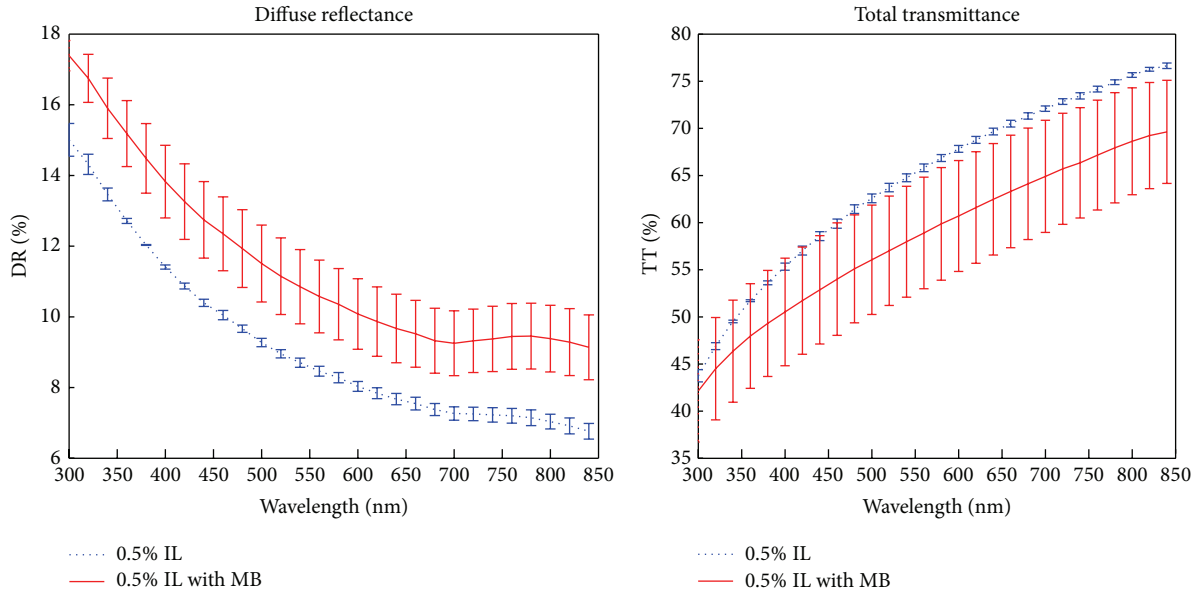 Diffuse reflectance
18
16
14
12
10
8
6
DR (%)
300 350 400 450 500 550 600 650 700 750 800 850
Wavelength (nm)
0.5% IL
0.5% IL with MB
Total transmittance
80
75
70
65
60
55
50
45
40
35
TT (%)
300 350 400 450 500 550 600 650 700 750 800 850
Wavelength (nm)
0.5% IL
0.5% IL with MB